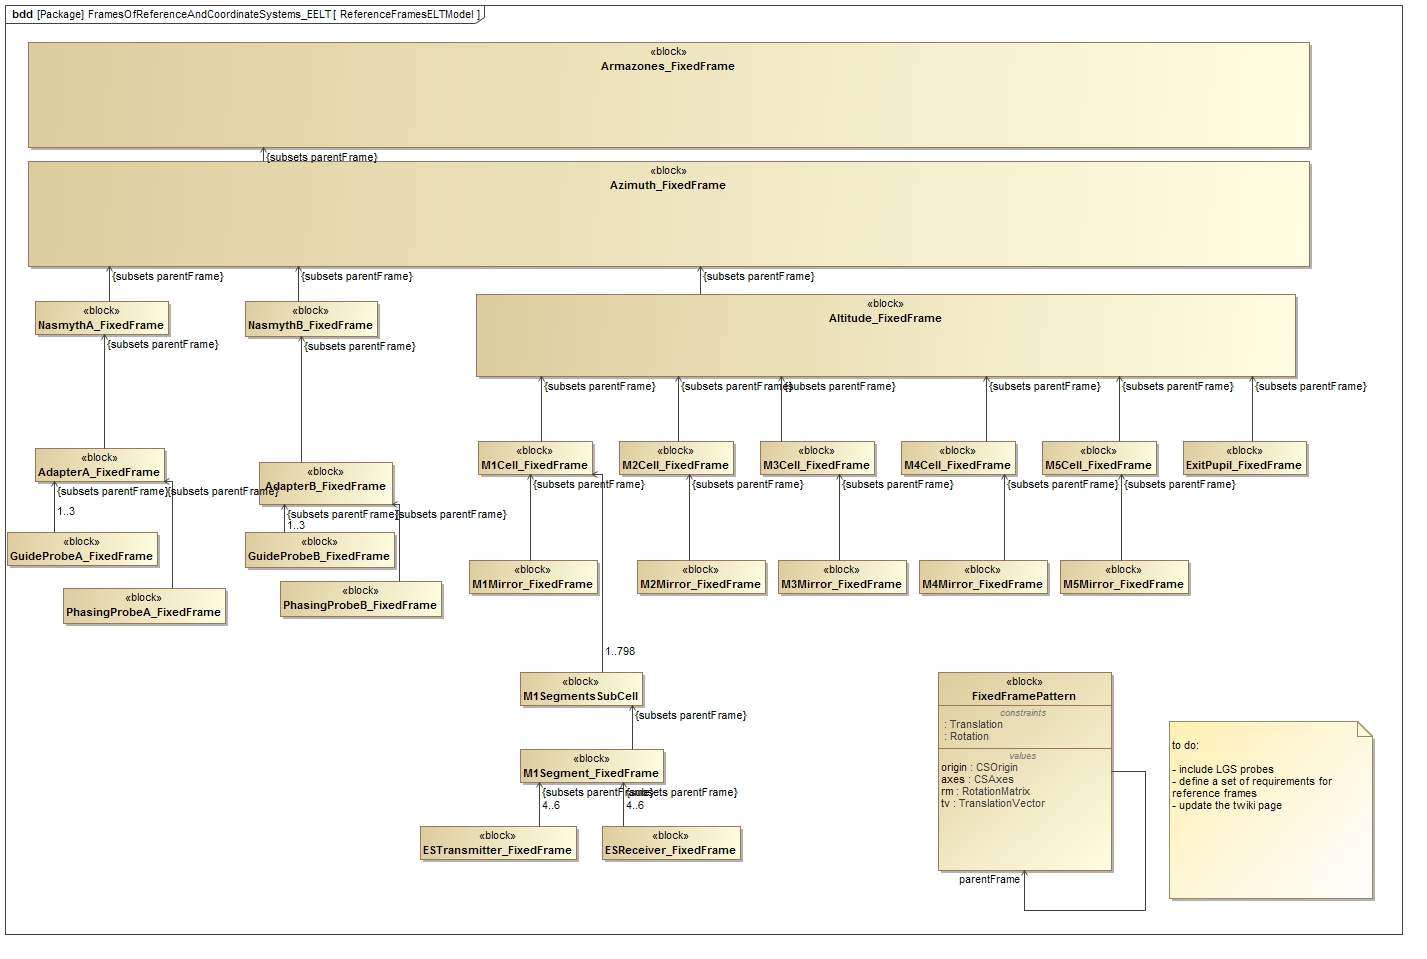 bdd [Package] FramesOfReferenceAndCoordinateSystems_EELT [ ReferenceFramesELTModel ]
«block»
Armazones_FixedFrame
{subsets parentFrame}
«block»
Azimuth_FixedFrame
{subsets parentFrame}
{subsets parentFrame}
{subsets parentFrame}
«block»
NasmythA_FixedFrame
«block»
NasmythB_FixedFrame
«block»
Altitude_FixedFrame
{subsets parentFrame}
{subsets parentFrame}
{subsets parentFrame}
{subsets parentFrame}
{subsets parentFrame}
{subsets parentFrame}
{subsets parentFrame}
{subsets parentFrame}
«block»
AdapterA_FixedFrame
«block»
AdapterB_FixedFrame
«block»
M1Cell_FixedFrame
«block»
M2Cell_FixedFrame
«block»
M3Cell_FixedFrame
«block»
M4Cell_FixedFrame
«block»
M5Cell_FixedFrame
«block»
ExitPupil_FixedFrame
{subsets parentFrame}
{subsets parentFrame}
{subsets parentFrame}
{subsets parentFrame}
{subsets parentFrame}
{subsets parentFrame}
{subsets parentFrame}
{subsets parentFrame}
{subsets parentFrame}
1..3
1..3
«block»
GuideProbeA_FixedFrame
«block»
GuideProbeB_FixedFrame
«block»
PhasingProbeA_FixedFrame
«block»
PhasingProbeB_FixedFrame
«block»
M1Mirror_FixedFrame
«block»
M2Mirror_FixedFrame
«block»
M3Mirror_FixedFrame
«block»
M4Mirror_FixedFrame
«block»
M5Mirror_FixedFrame
1..798
«block»
M1SegmentsSubCell
{subsets parentFrame}
«block»
M1Segment_FixedFrame
{subsets parentFrame}
{subsets parentFrame}
4..6
4..6
«block»
ESTransmitter_FixedFrame
«block»
ESReceiver_FixedFrame
«block»
FixedFramePattern
constraints
: Translation
: Rotation
values
origin : CSOrigin
axes : CSAxes
rm : RotationMatrix
tv : TranslationVector
parentFrame
to do:
- include LGS probes
- define a set of requirements for
reference frames
- update the twiki page